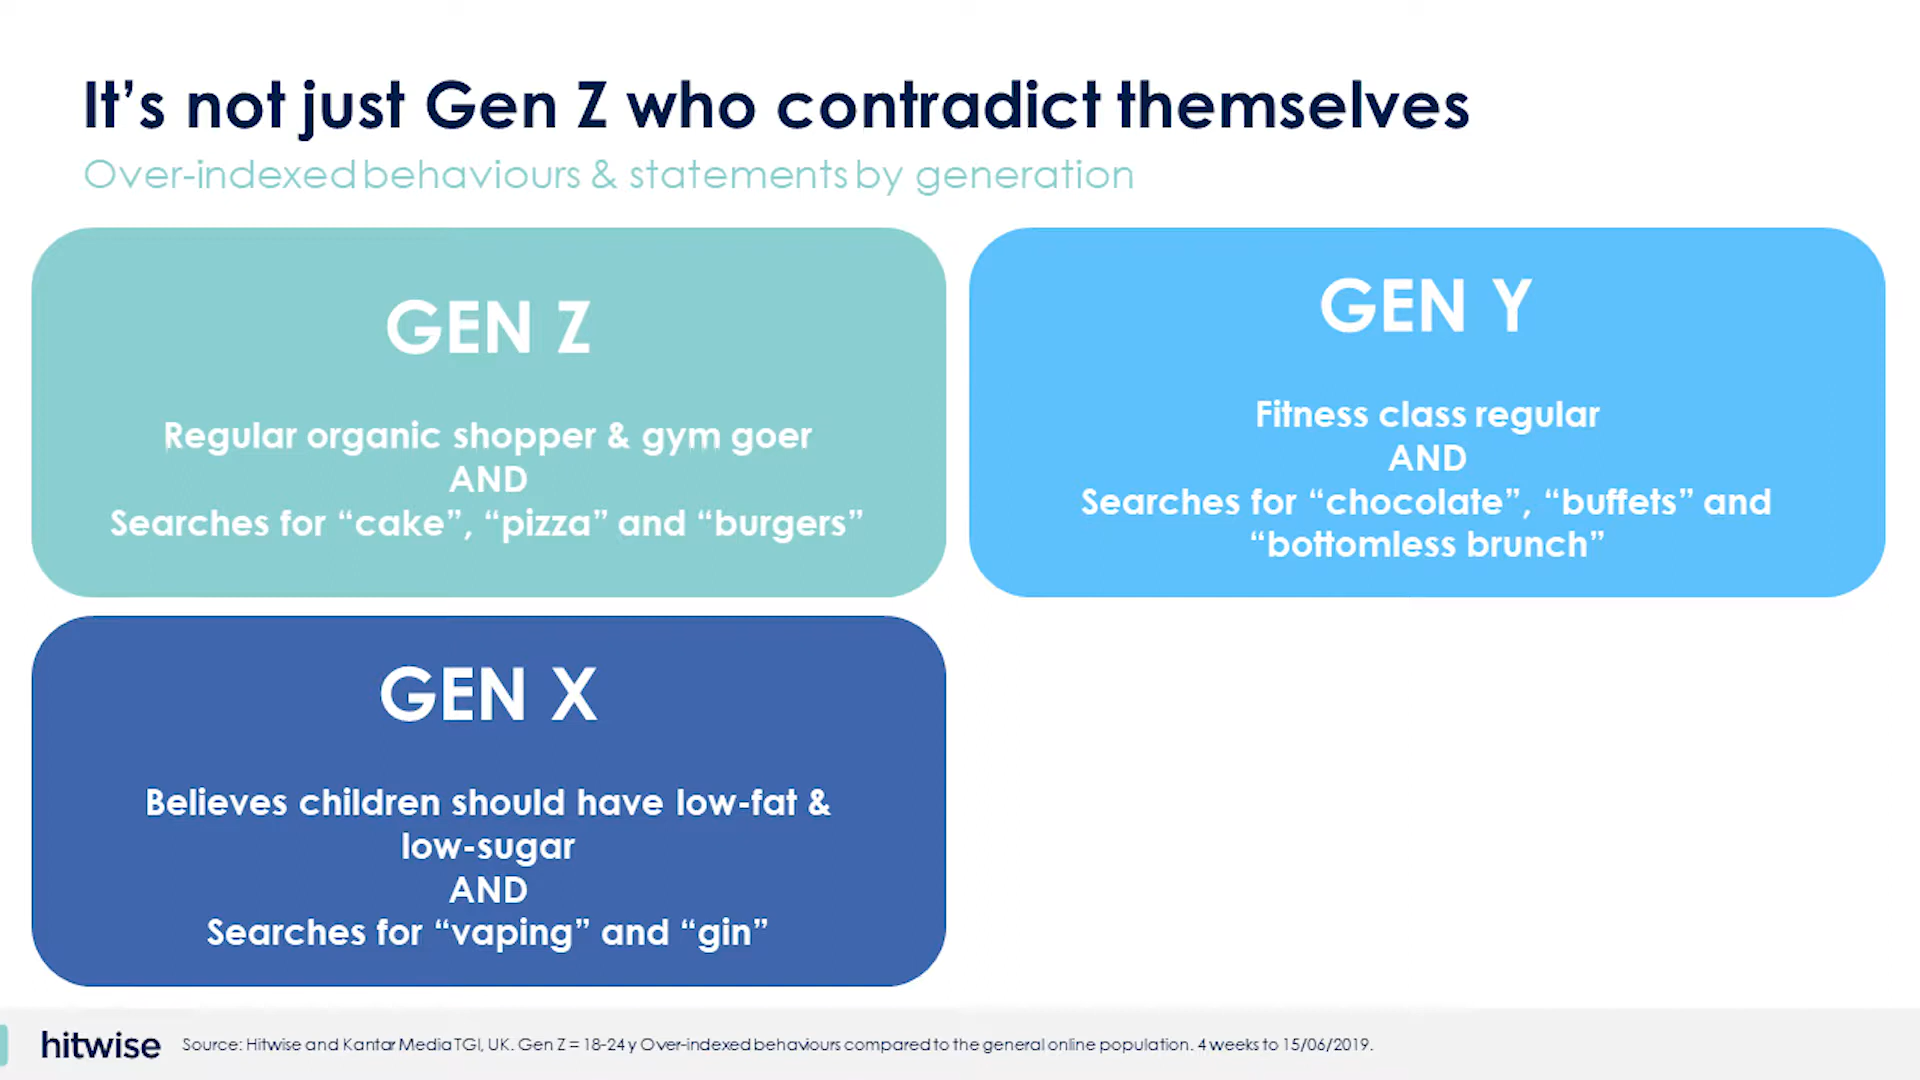 It's not just Gen Z who contradict themselves
Over-indexed behaviours & statements by generation
GEN Z
Regular organic shopper & gym goer
AND
Searches for “cake”, “pizza” and “burgers”
GEN Y
Fitness class regular
AND
Searches for “chocolate”, “buffets” and
“bottomless brunch”
GEN X
Believes children should have low-fat &
low-sugar
AND
Searches for “vaping” and “gin”
hitwise
Source: Hitwise and Kantar Media TGI, UK. Gen Z = 18-24 y Over-indexed behaviours compared to the general online population. 4 weeks to 15/06/2019.